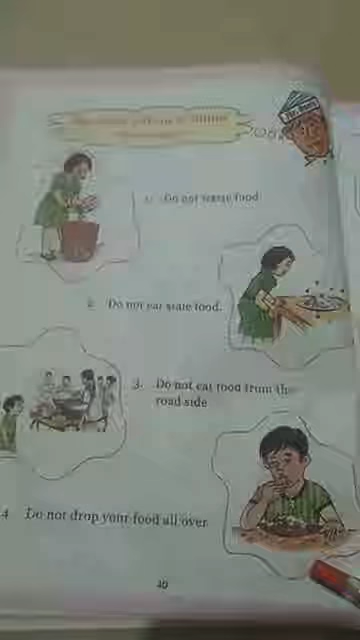 1. Do not waste food
2. Do not eat stale food.
3. Do not eat food from the
road side
4 Do not drop your food all over
40